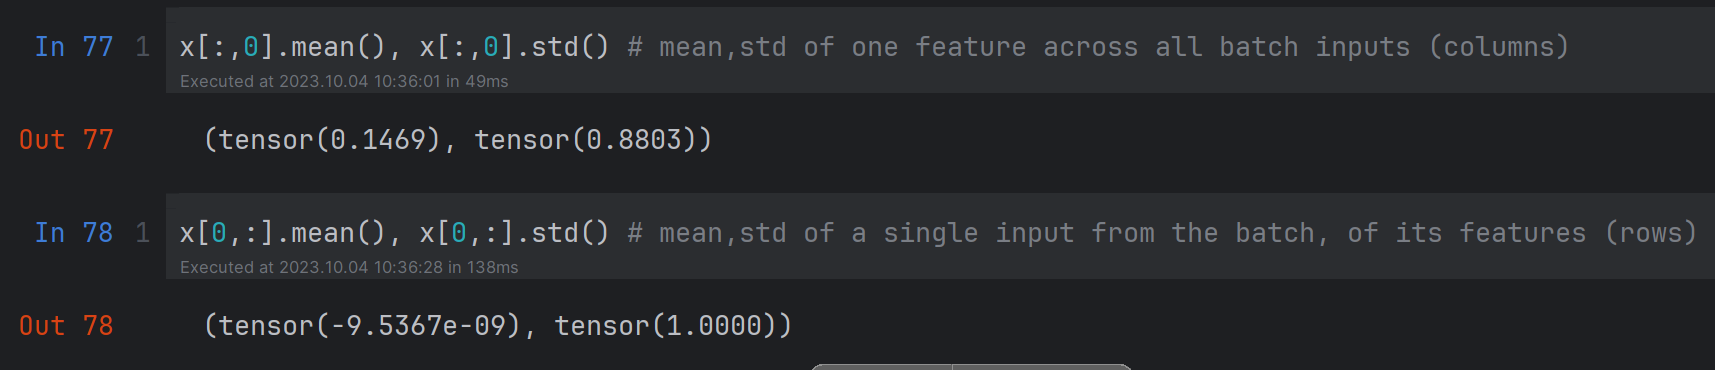 In 77 1 x[:,0].mean(), x[:,0].std() # mean,std of one feature across all batch inputs (columns)
Executed at 2023.10.04 10:36:01 in 49ms
Out 77 (tensor(0.1469), tensor(0.8803))
In 78 1 x[0,:].mean(), x[0,:].std() # mean,std of a single input from the batch, of its features (rows)
Executed at 2023.10.04 10:36:28 in 138ms
Out 78 (tensor(-9.5367e-09), tensor(1.0000))